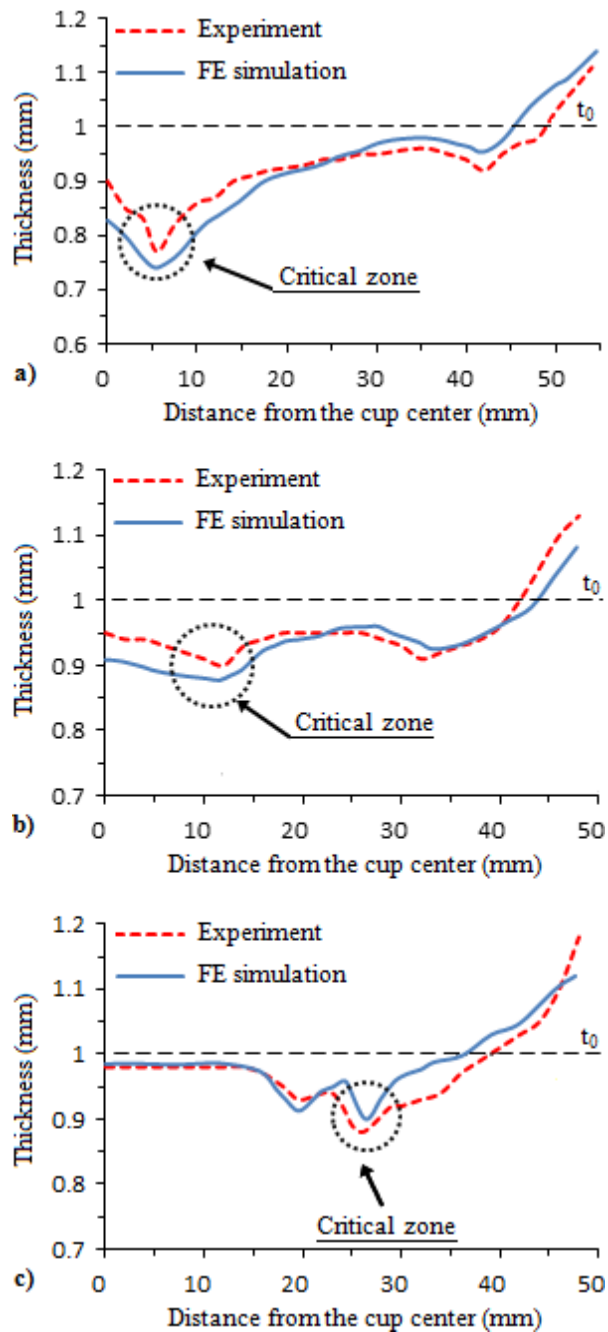 1.2
Experiment
1.1
FE simulation
1
t0
Thickness (mm)
0.9
0.8
Critical zone
0.7
0.6
a)
0 10 20 30 40 50
Distance from the cup center (mm)
1.2
Experiment
1.1
FE simulation
1
t0
Thickness (mm)
0.9
Critical zone
0.8
0.7
b)
0 10 20 30 40 50
Distance from the cup center (mm)
1.2
Experiment
FE simulation
1.1
t0
1
Thickness (mm)
0.9
0.8
Critical zone
0.7
c)
0 10 20 30 40 50
Distance from the cup center (mm)